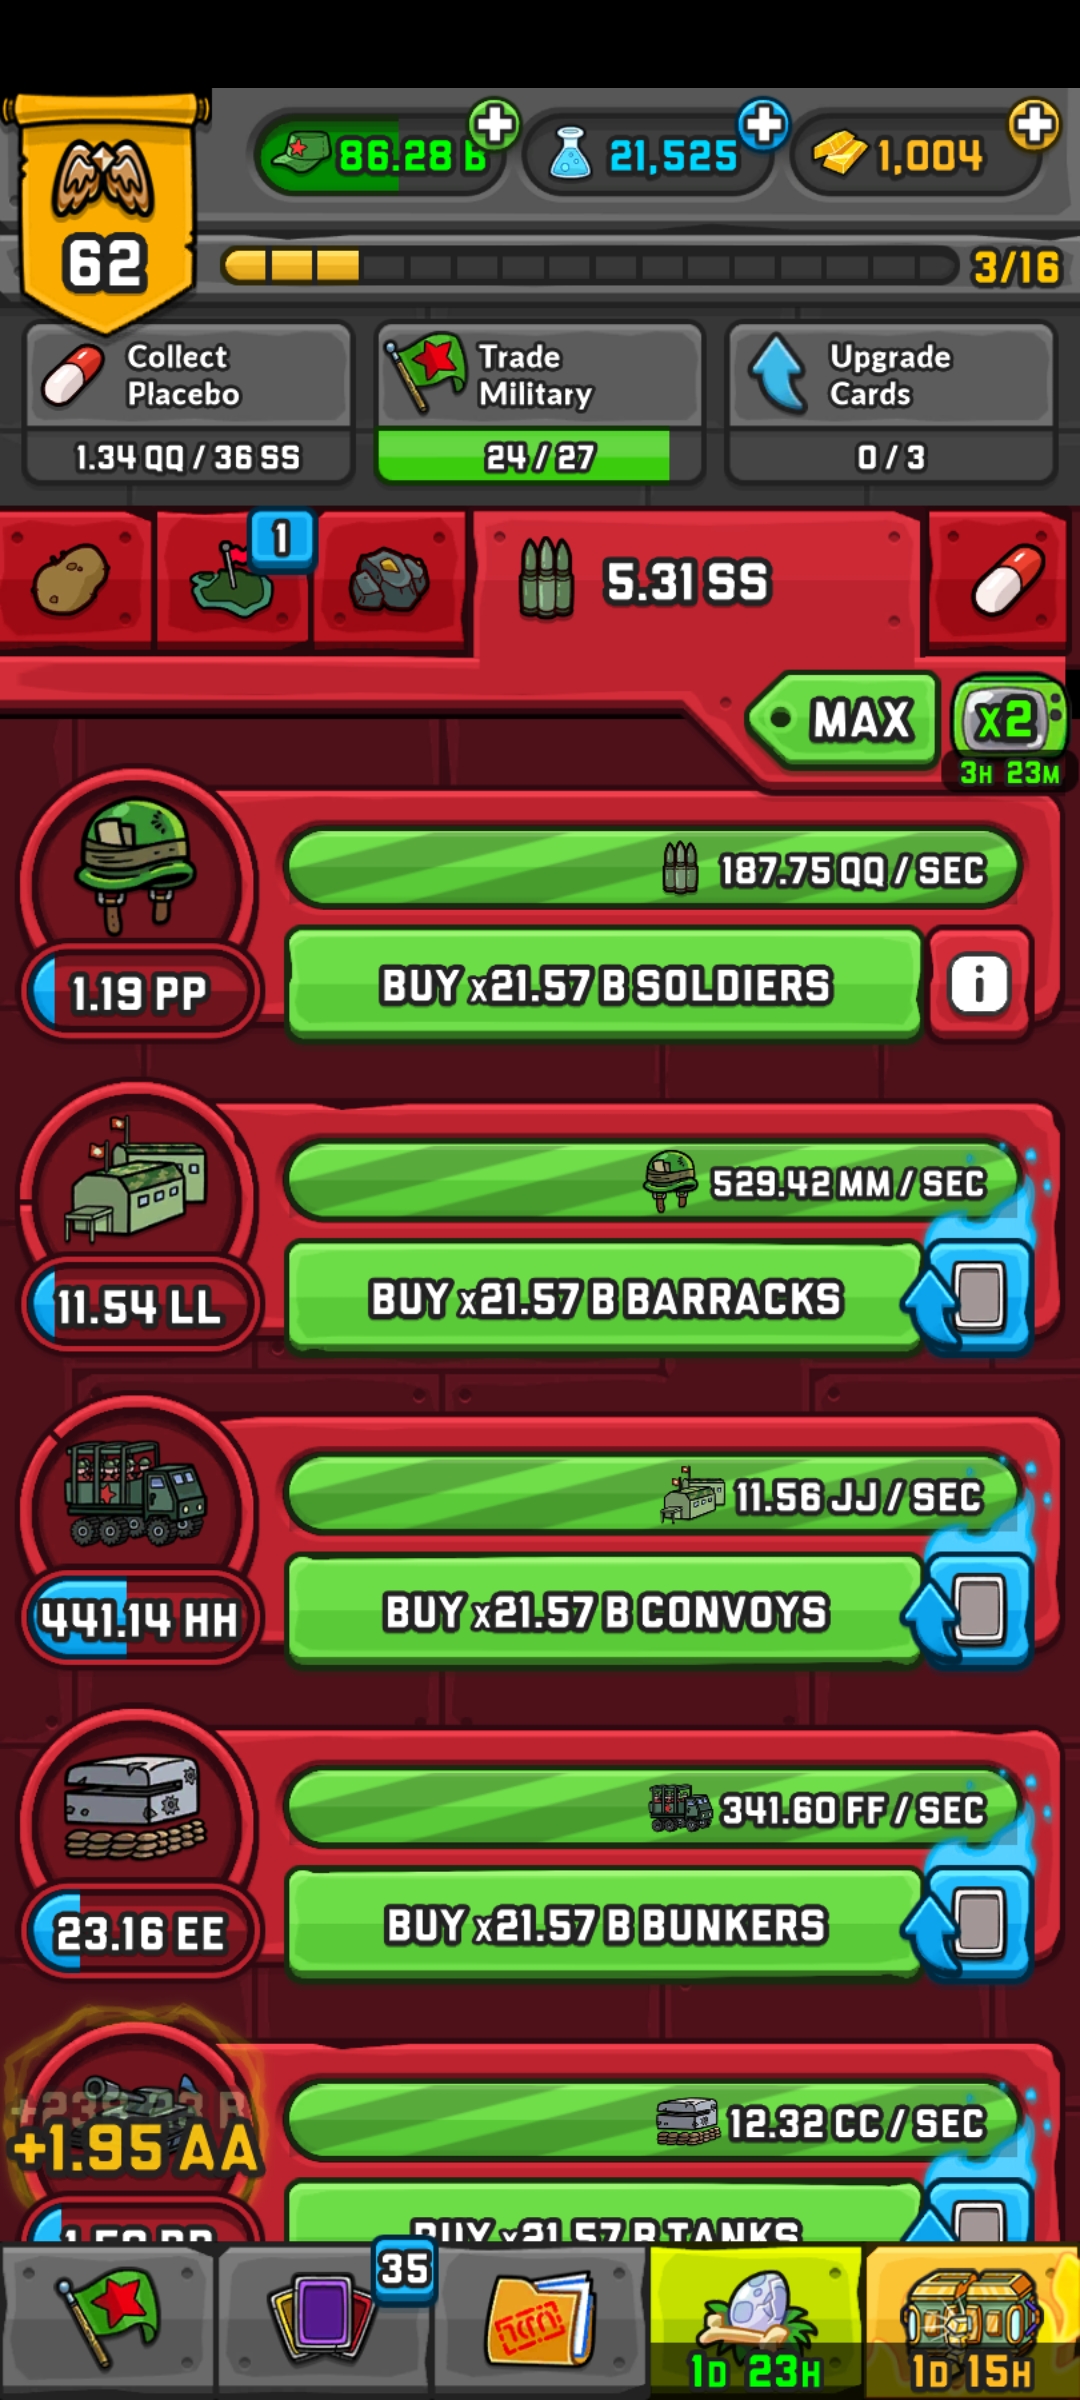 86.28 B
21,525
1,004
62
3/16
Collect
Placebo
1.34 QQ / 36 SS
Trade
Military
24 / 27
Upgrade
Cards
0 / 3
1
5.31 SS
MAX
x2
3H 23M
187.75 QQ / SEC
1.19 PP
BUY x21.57 B SOLDIERS
i
529.42 MM / SEC
11.54 LL
BUY x21.57 B BARRACKS
11.56 JJ / SEC
441.14 HH
BUY x21.57 B CONVOYS
341.60 FF / SEC
23.16 EE
BUY x21.57 B BUNKERS
+1.95 AA
12.32 CC / SEC
BUY x21.57 B TANKS
35
1D 23H
1D 15H